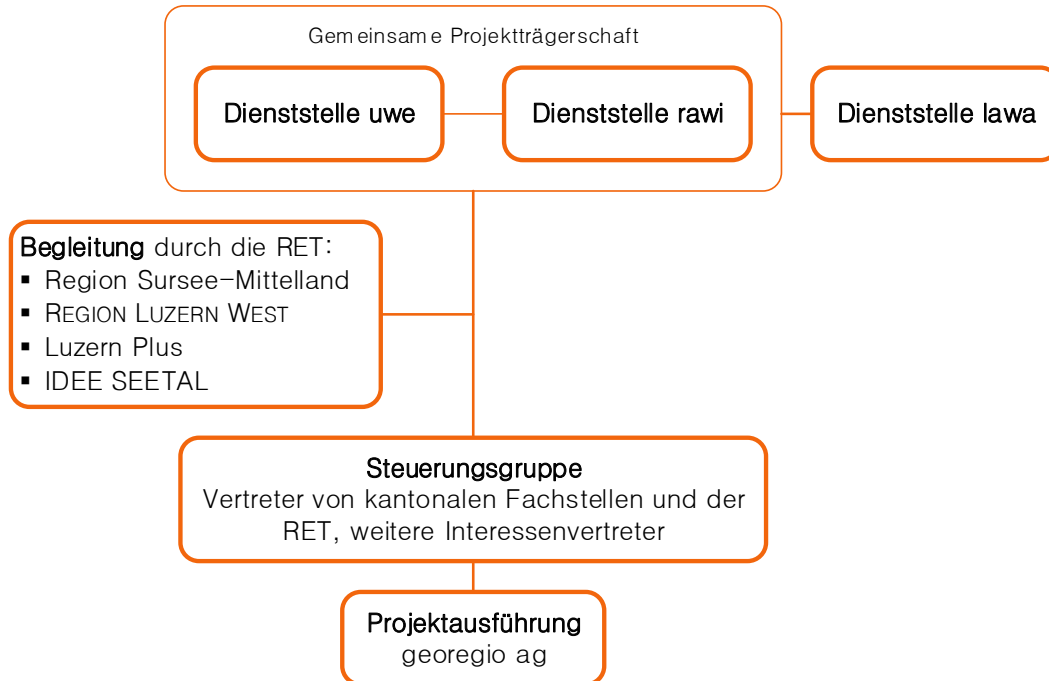 Gemeinsame Projektträgerschaft
Dienststelle uwe
Dienststelle rawi
Dienststelle lawa
Begleitung durch die RET:
▪ Region Sursee-Mittelland
▪ REGION LUZERN WEST
▪ Luzern Plus
▪ IDEE SEETAL
Steuerungsgruppe
Vertreter von kantonalen Fachstellen und der
RET, weitere Interessenvertreter
Projektausführung
georegio ag